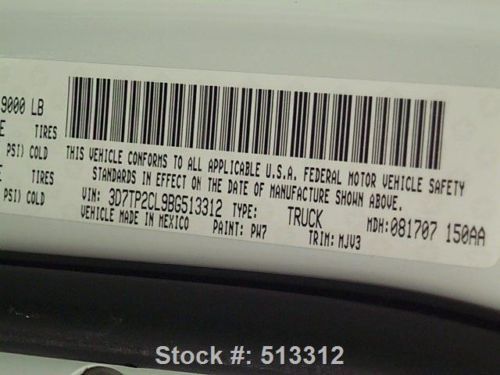 9000 LB
E TIRES
PSI) COLD
TIRES
PSI) COLD
THIS VEHICLE CONFORMS TO ALL APPLICABLE U.S.A. FEDERAL MOTOR VEHICLE SAFETY
STANDARDS IN EFFECT ON THE DATE OF MANUFACTURE SHOWN ABOVE.
VIN: 3D7TP2CL9BG513312 TYPE: TRUCK MDH:081707 150AA
VEHICLE MADE IN MEXICO PAINT: PW7 TRIM: MJV3
Stock #: 513312